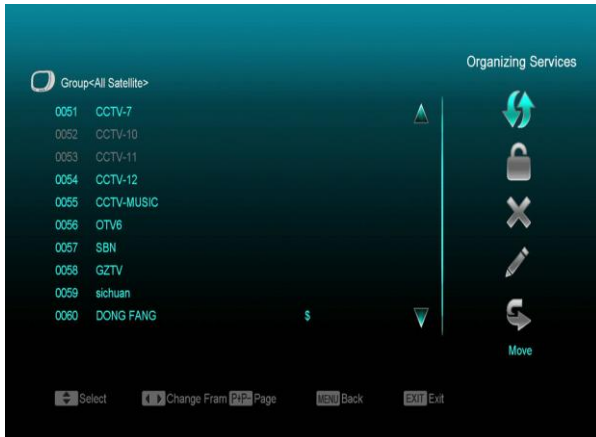 Organizing Services
Group<All Satellite>
0051 CCTV-7
0052 CCTV-10
0053 CCTV-11
0054 CCTV-12
0055 CCTV-MUSIC
0056 OTV6
0057 SBN
0058 GZTV
0059 sichuan
0060 DONG FANG $
Move
Select Change Fram P+P- Page MENU Back EXIT Exit